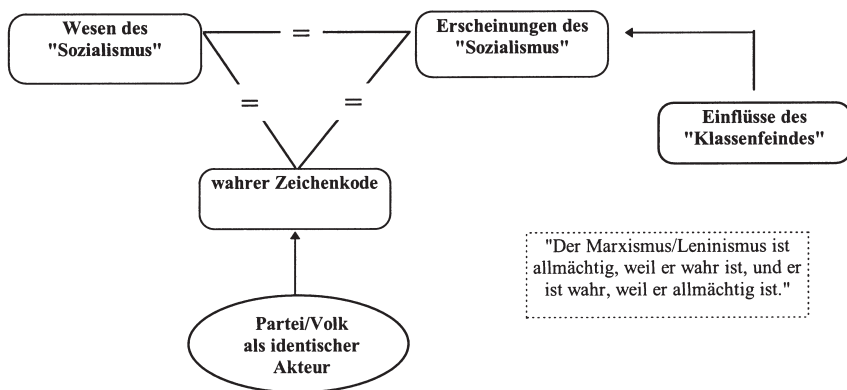 Wesen des
"Sozialismus"
=
Erscheinungen des
"Sozialismus"
=
=
Einflüsse des
"Klassenfeindes"
wahrer Zeichenkode
"Der Marxismus/Leninismus ist
allmächtig, weil er wahr ist, und er
ist wahr, weil er allmächtig ist."
Partei/Volk
als identischer
Akteur